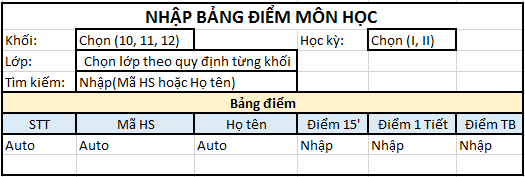 NHẬP BẢNG ĐIỂM MÔN HỌC
Khối: Chọn (10, 11, 12) Học kỳ: Chọn (I, II)
Lớp: Chọn lớp theo quy định từng khối
Tìm kiếm: Nhập(Mã HS hoặc Họ tên)
Bảng điểm
STT Mã HS Họ tên Điểm 15' Điểm 1 Tiết Điểm TB
Auto Auto Auto Nhập Nhập Nhập